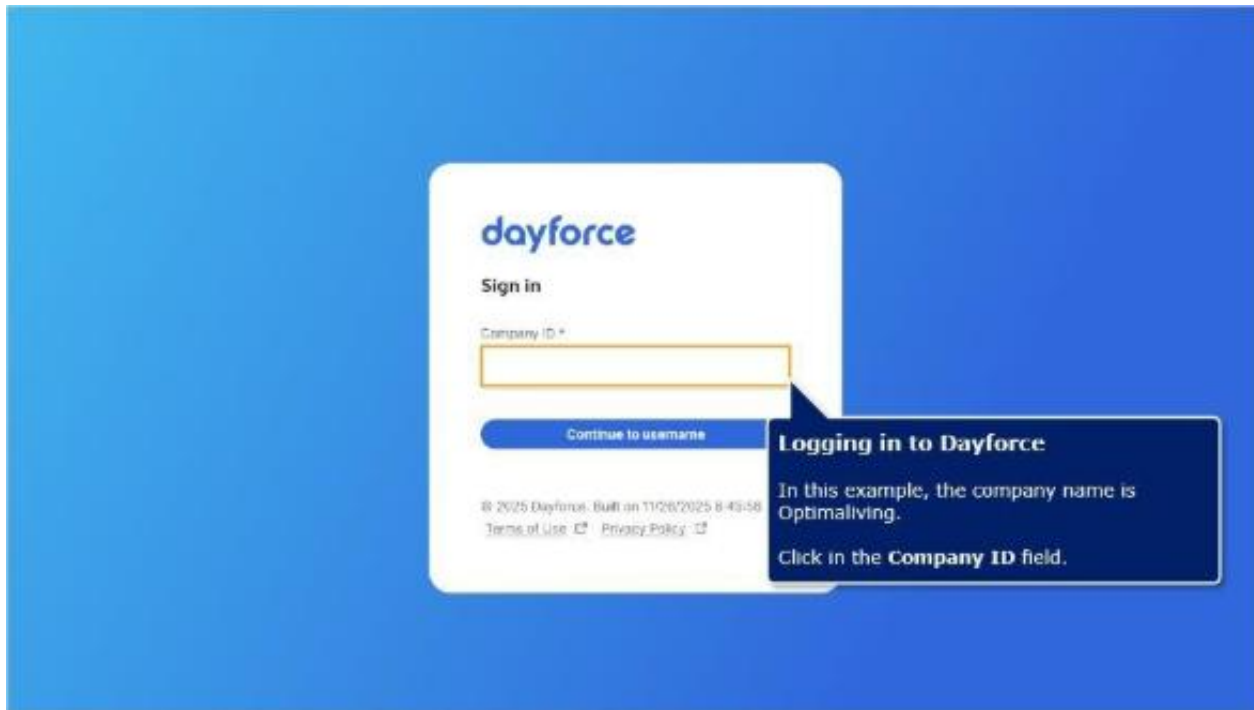 dayforce
Sign in
Company ID *
Continue to username
© 2025 Dayforce. Built on 11/26/2025 8:45:58
Terms of Use Privacy Policy
Logging in to Dayforce
In this example, the company name is
Optimaliving.
Click in the Company ID field.